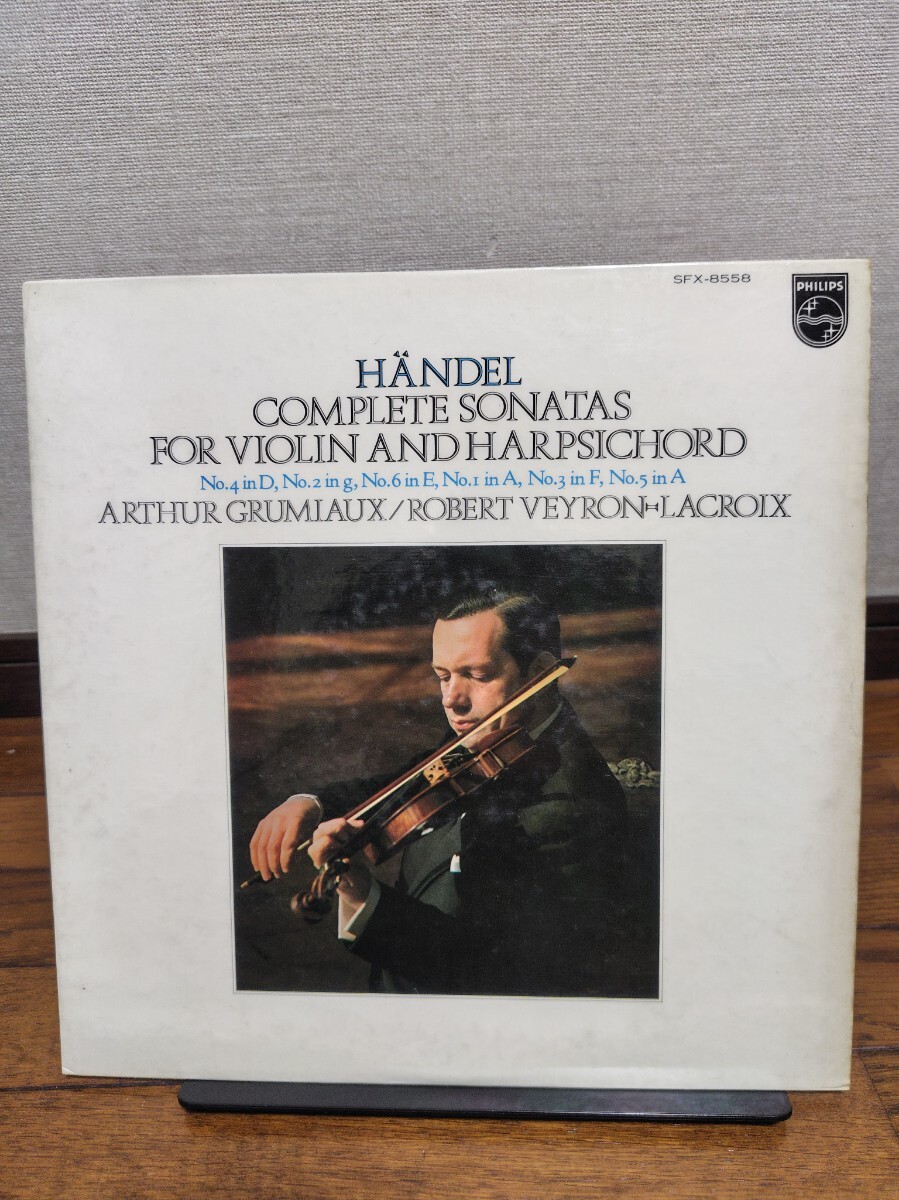 SFX-8558
PHILIPS
HÄNDEL
COMPLETE SONATAS
FOR VIOLIN AND HARPSICHORD
No.4 in D, No.2 in g, No.6 in E, No.1 in A, No.3 in F, No.5 in A
ARTHUR GRUMIAUX/ROBERT VEYRON-LACROIX